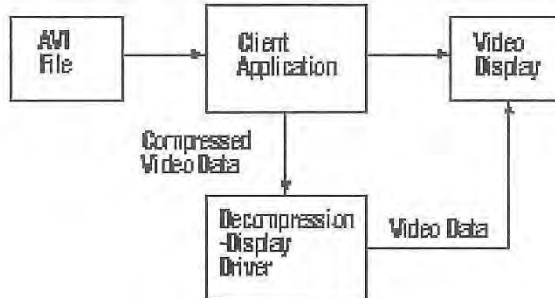 AVI
File
Client
Application
Video
Display
Compressed
Video Data
Decompression
-Display
Driver
Video Data